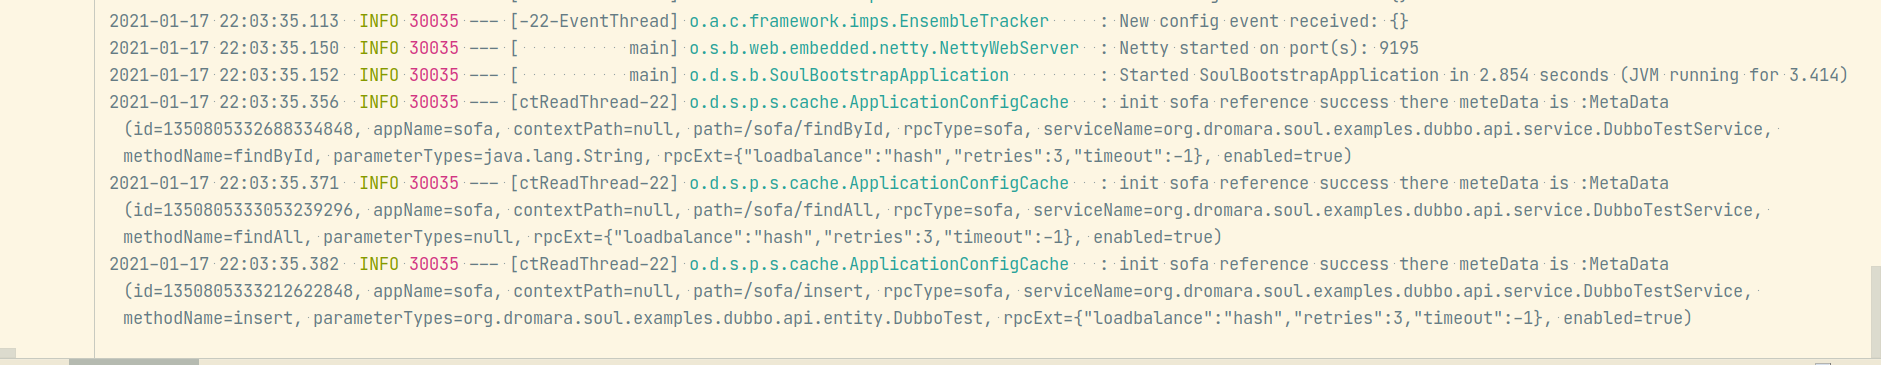 2021-01-17 22:03:35.113  INFO 30035 --- [-22-EventThread] o.a.c.framework.imps.EnsembleTracker     : New config event received: {}
2021-01-17 22:03:35.150  INFO 30035 --- [           main] o.s.b.web.embedded.netty.NettyWebServer  : Netty started on port(s): 9195
2021-01-17 22:03:35.152  INFO 30035 --- [           main] o.d.s.b.SoulBootstrapApplication         : Started SoulBootstrapApplication in 2.854 seconds (JVM running for 3.414)
2021-01-17 22:03:35.356  INFO 30035 --- [ctReadThread-22] o.d.s.p.s.cache.ApplicationConfigCache   : init sofa reference success there meteData is :MetaData
(id=1350805332688334848, appName=sofa, contextPath=null, path=/sofa/findById, rpcType=sofa, serviceName=org.dromara.soul.examples.dubbo.api.service.DubboTestService,
methodName=findById, parameterTypes=java.lang.String, rpcExt={"loadbalance":"hash","retries":3,"timeout":-1}, enabled=true)
2021-01-17 22:03:35.371  INFO 30035 --- [ctReadThread-22] o.d.s.p.s.cache.ApplicationConfigCache   : init sofa reference success there meteData is :MetaData
(id=1350805333053239296, appName=sofa, contextPath=null, path=/sofa/findAll, rpcType=sofa, serviceName=org.dromara.soul.examples.dubbo.api.service.DubboTestService,
methodName=findAll, parameterTypes=null, rpcExt={"loadbalance":"hash","retries":3,"timeout":-1}, enabled=true)
2021-01-17 22:03:35.382  INFO 30035 --- [ctReadThread-22] o.d.s.p.s.cache.ApplicationConfigCache   : init sofa reference success there meteData is :MetaData
(id=1350805333212622848, appName=sofa, contextPath=null, path=/sofa/insert, rpcType=sofa, serviceName=org.dromara.soul.examples.dubbo.api.service.DubboTestService,
methodName=insert, parameterTypes=org.dromara.soul.examples.dubbo.api.entity.DubboTest, rpcExt={"loadbalance":"hash","retries":3,"timeout":-1}, enabled=true)